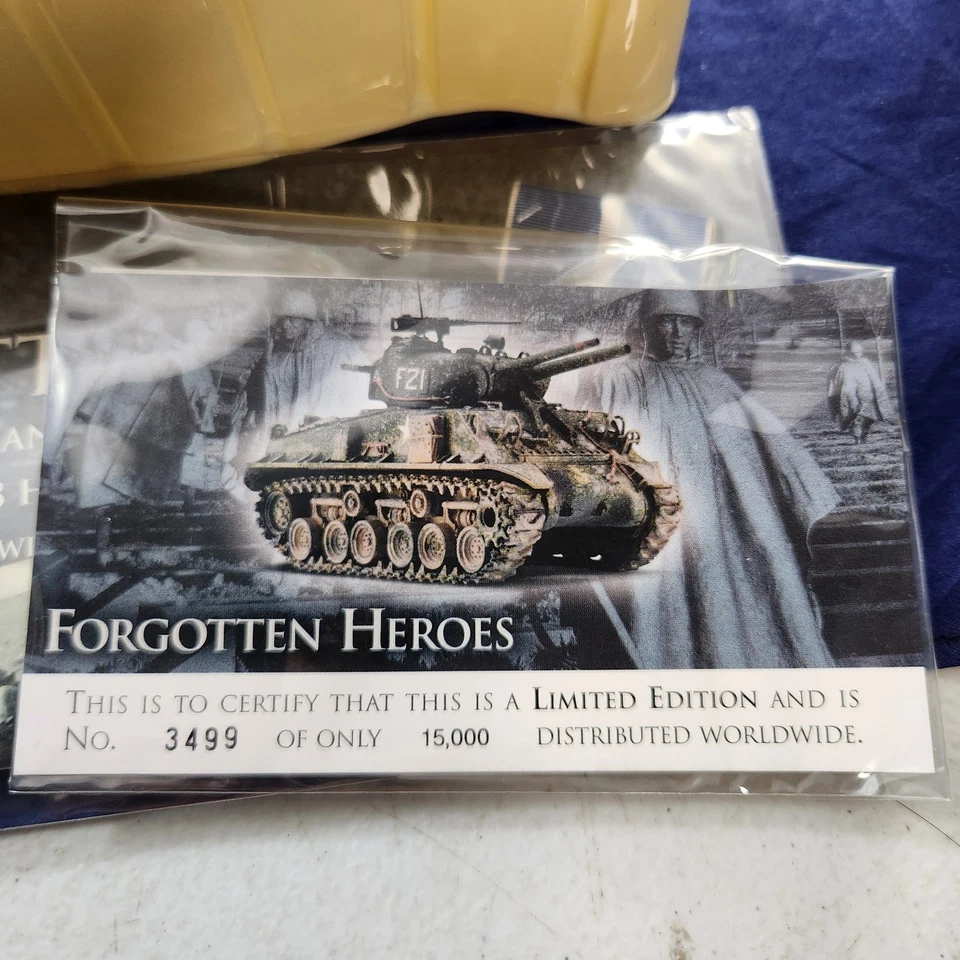 F21
FORGOTTEN HEROES
THIS IS TO CERTIFY THAT THIS IS A LIMITED EDITION AND IS
NO. 3499 OF ONLY 15,000 DISTRIBUTED WORLDWIDE.